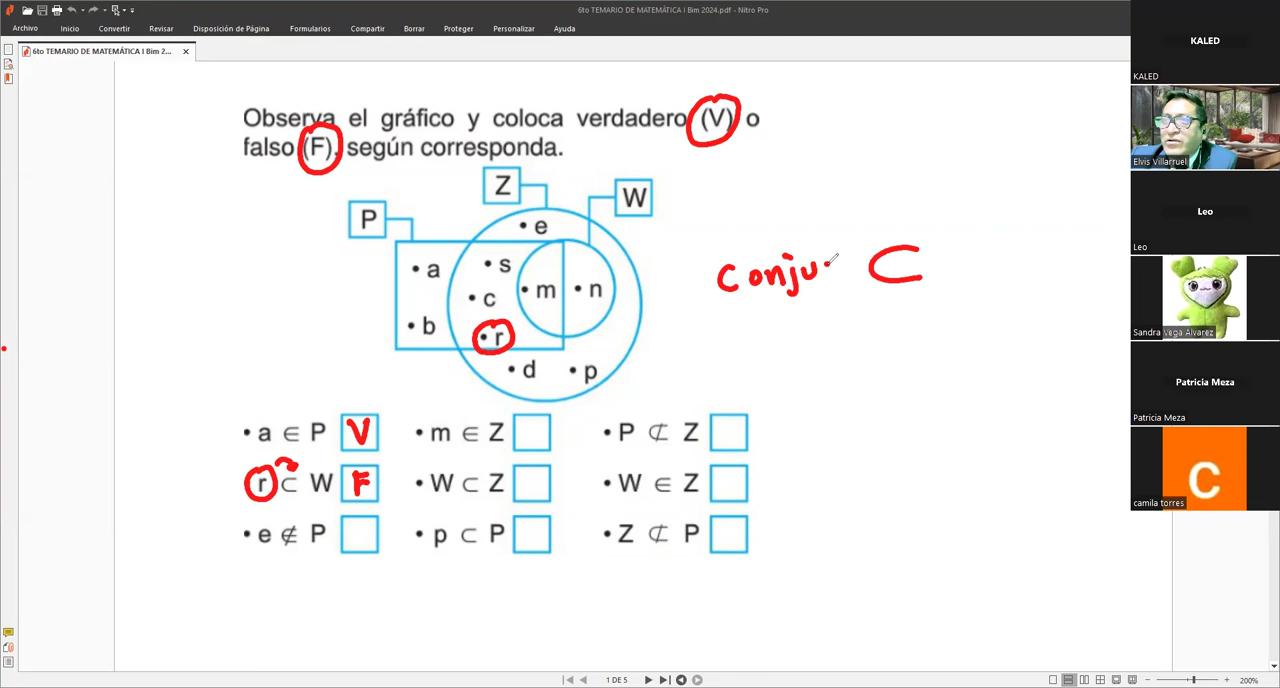 6to TEMARIO DE MATEMÁTICA I Bim 2024.pdf - Nitro Pro
Archivo Inicio Convertir Revisar Disposición de Página Formularios Compartir Borrar Proteger Personalizar Ayuda
6to TEMARIO DE MATEMÁTICA I Bim 2...
Observa el gráfico y coloca verdadero (V) o
falso (F), según corresponda.
Z
W
P
• e
• a
• s
• c
• m
• n
• b
• r
• d
• p
Conju
⊂
• a ∈ P V
• m ∈ Z
• P ⊄ Z
r ⊂ W F
• W ⊂ Z
• W ∈ Z
• e ∉ P
• p ⊂ P
• Z ⊄ P
KALED
KALED
Elvis Villarruel
Leo
Leo
Sandra Vega Alvarez
Patricia Meza
Patricia Meza
C
camila torres
1 DE 5
200%